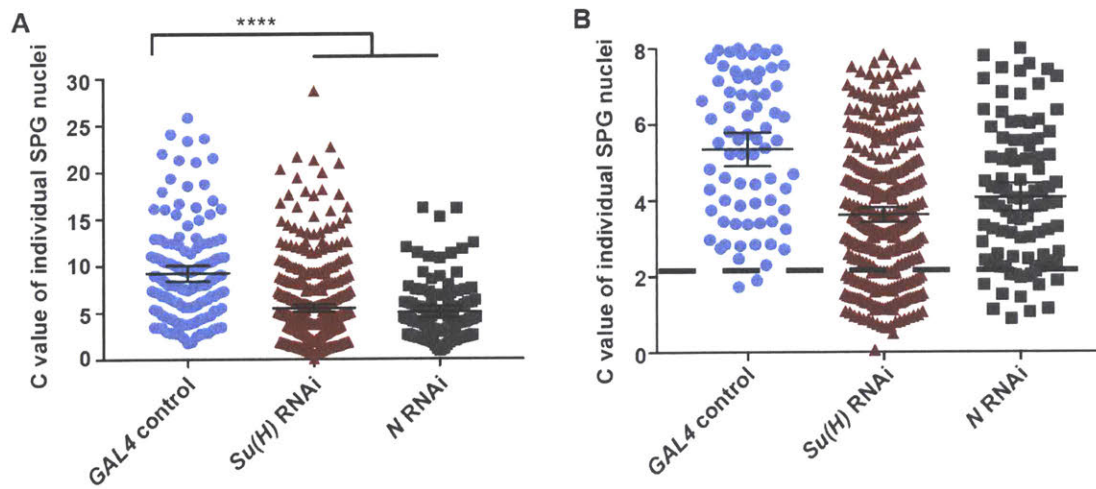 A
****
C value of individual SPG nuclei
30
25
20
15
10
5
0
GAL4 control
Su(H) RNAi
N RNAi
B
C value of individual SPG nuclei
8
6
4
2
0
GAL4 control
Su(H) RNAi
N RNAi